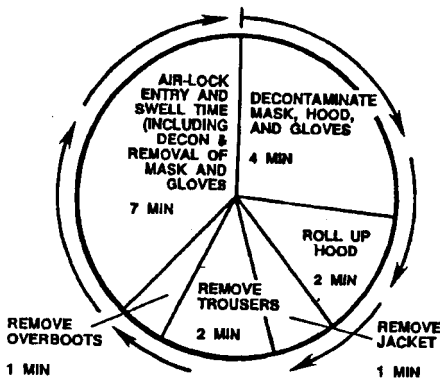 AIR-LOCK
ENTRY AND
SWELL TIME
(INCLUDING
DECON &
REMOVAL OF
MASK AND
GLOVES
7 MIN
DECONTAMINATE
MASK, HOOD,
AND GLOVES
4 MIN
ROLL UP
HOOD
2 MIN
REMOVE
TROUSERS
2 MIN
REMOVE
OVERBOOTS
1 MIN
REMOVE
JACKET
1 MIN